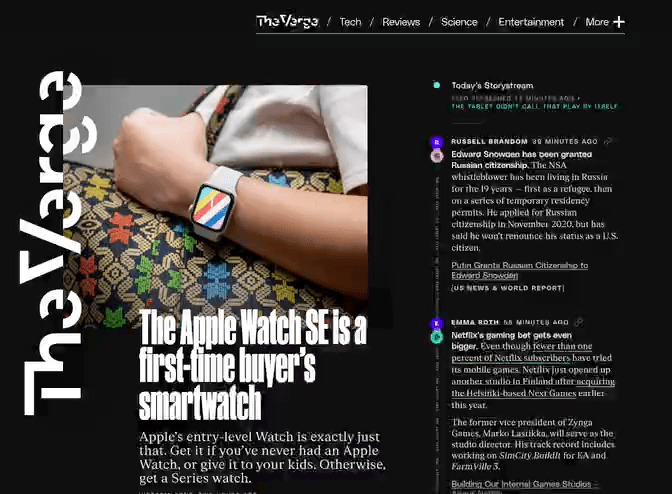 The Verge / Tech / Reviews / Science / Entertainment / More +
The Verge
The Apple Watch SE is a
first-time buyer's
smartwatch
Apple's entry-level Watch is exactly just
that. Get it if you've never had an Apple
Watch, or give it to your kids. Otherwise,
get a Series watch.
Today's Storystream
FEED REFRESHED 11 MINUTES AGO
THE TABLET DIDN'T CALL THAT PLAY BY ITSELF
RUSSELL BRANDOM 39 MINUTES AGO
Edward Snowden has been granted
Russian citizenship. The NSA
whistleblower has been living in Russia
for the 19 years — first as a refugee, then
on a series of temporary residency
permits. He applied for Russian
citizenship in November 2020, but has
said he won't renounce his status as a U.S.
citizen.
Putin Grants Russian Citizenship to
Edward Snowden
[US NEWS & WORLD REPORT]
EMMA ROTH 55 MINUTES AGO
Netflix's gaming bet gets even
bigger. Even though fewer than one
percent of Netflix subscribers have tried
its mobile games, Netflix just opened up
another studio in Finland after acquiring
the Helsinki-based Next Games earlier
this year.
The former vice president of Zynga
Games, Marko Lastikka, will serve as the
studio director. His track record includes
working on SimCity BuildIt for EA and
FarmVille 3.
Building Our Internal Games Studios –